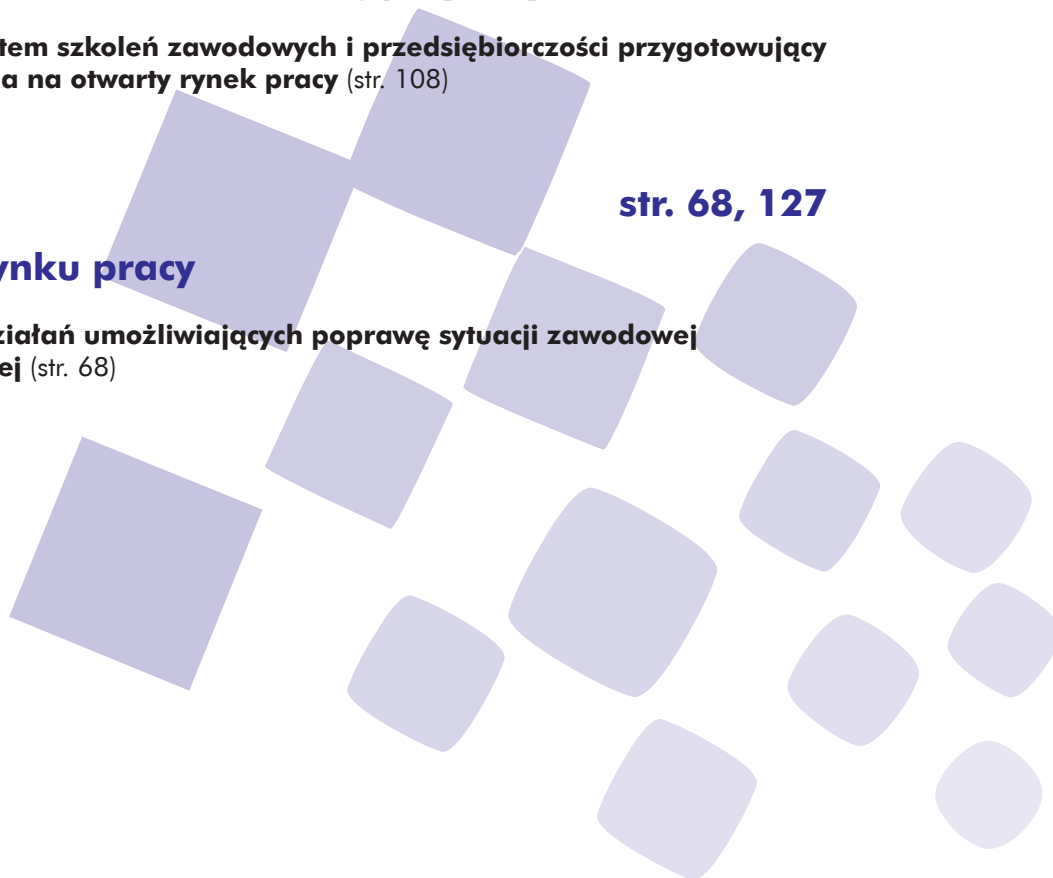 tem szkoleń zawodowych i przedsiębiorczości przygotowujący
a na otwarty rynek pracy (str. 108)
str. 68, 127
ynku pracy
ziałań umożliwiających poprawę sytuacji zawodowej
ej (str. 68)